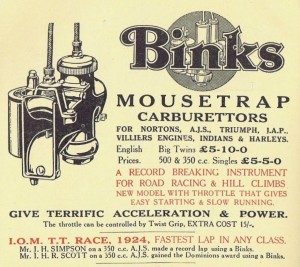 Binks
MOUSETRAP
CARBURETTORS
FOR NORTONS, A.J.S., TRIUMPH, J.A.P.,
VILLIERS ENGINES, INDIANS & HARLEYS.
English Big Twins £5-10-0
Prices. 500 & 350 c.c Singles £5-5-0
A RECORD BREAKING INSTRUMENT
FOR ROAD RACING & HILL CLIMBS
NEW MODEL WITH THROTTLE THAT GIVES
EASY STARTING & SLOW RUNNING.
GIVE TERRIFIC ACCELERATION & POWER.
The throttle can be controlled by Twist Grip, EXTRA COST 15/-.
I.O.M. T.T. RACE, 1924, FASTEST LAP IN ANY CLASS.
Mr. I. H. SIMPSON on a 350 c.c. A.J.S. made a record lap using a Binks.
Mr. I. H. R. SCOTT on a 350 c.c. A.J.S. gained the Dominions award using a Binks.